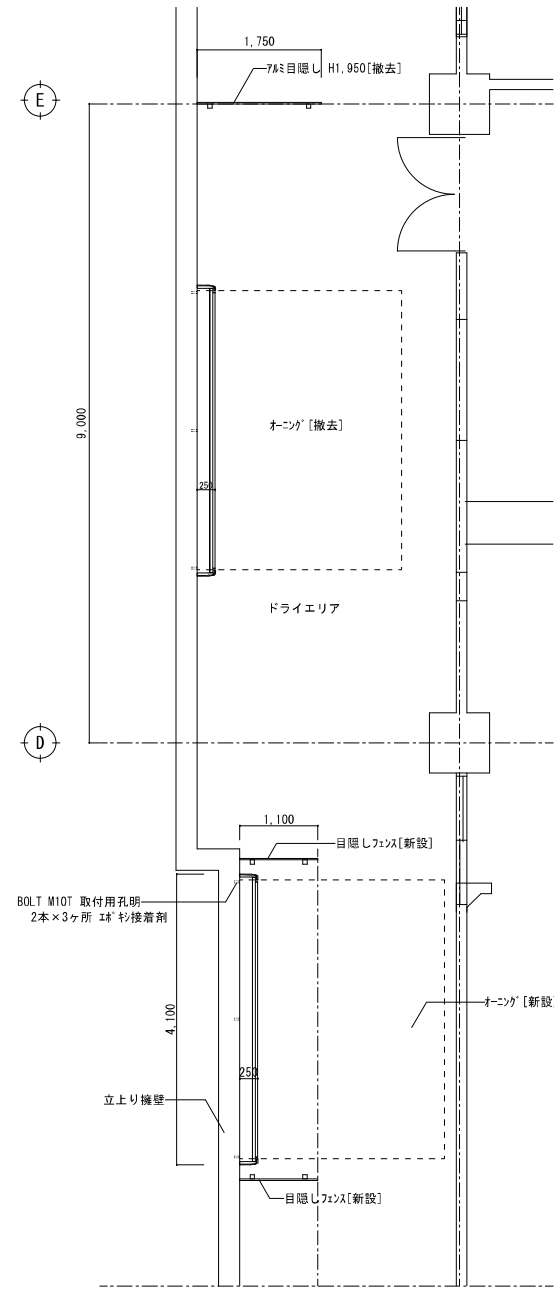 1,750
ｱﾙﾐ目隠し H1,950[撤去]
E
9,000
ｵｰﾆﾝｸﾞ[撤去]
250
ドライエリア
D
1,100
目隠しﾌｪﾝｽ[新設]
BOLT M10T 取付用孔明
2本×3ヶ所 ｴﾎﾟｷｼ接着剤
ｵｰﾆﾝｸﾞ[新設]
4,100
250
立上り擁壁
目隠しﾌｪﾝｽ[新設]